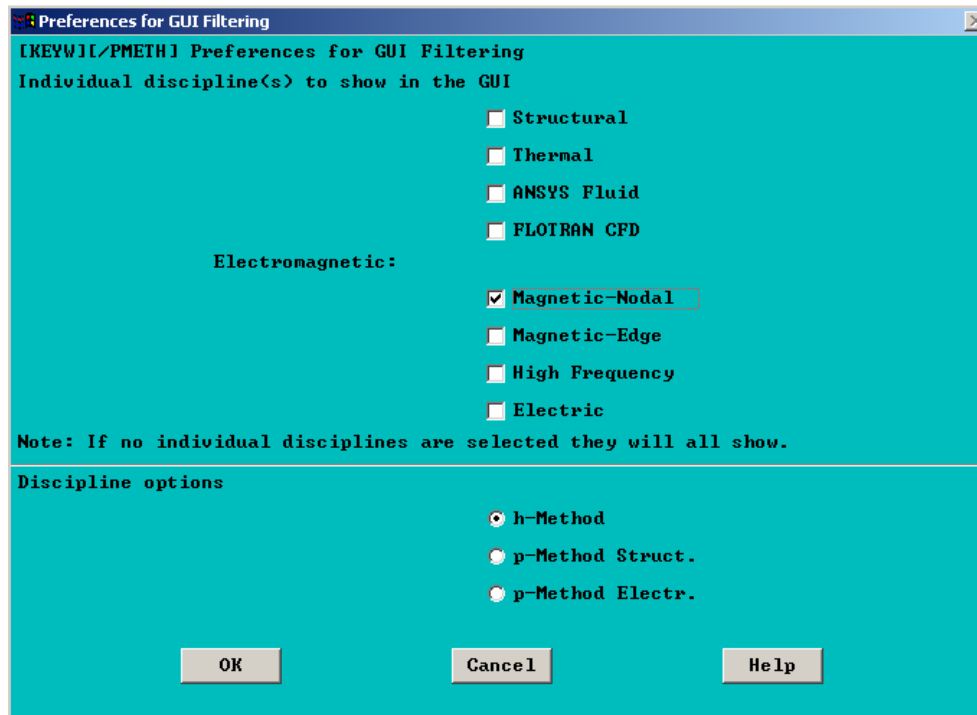 Preferences for GUI Filtering
[KEYW][/PMETH] Preferences for GUI Filtering
Individual discipline(s) to show in the GUI
Structural
Thermal
ANSYS Fluid
FLOTRAN CFD
Electromagnetic:
Magnetic-Nodal
Magnetic-Edge
High Frequency
Electric
Note: If no individual disciplines are selected they will all show.
Discipline options
h-Method
p-Method Struct.
p-Method Electr.
OK Cancel Help